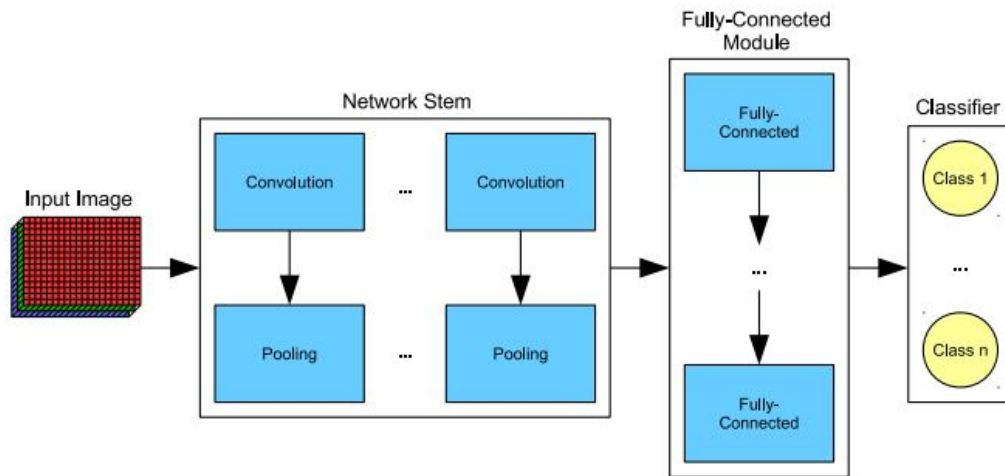 Input Image
Network Stem
Convolution
...
Convolution
Pooling
...
Pooling
Fully-Connected
Module
Fully-
Connected
...
Fully-
Connected
Classifier
Class 1
...
Class n